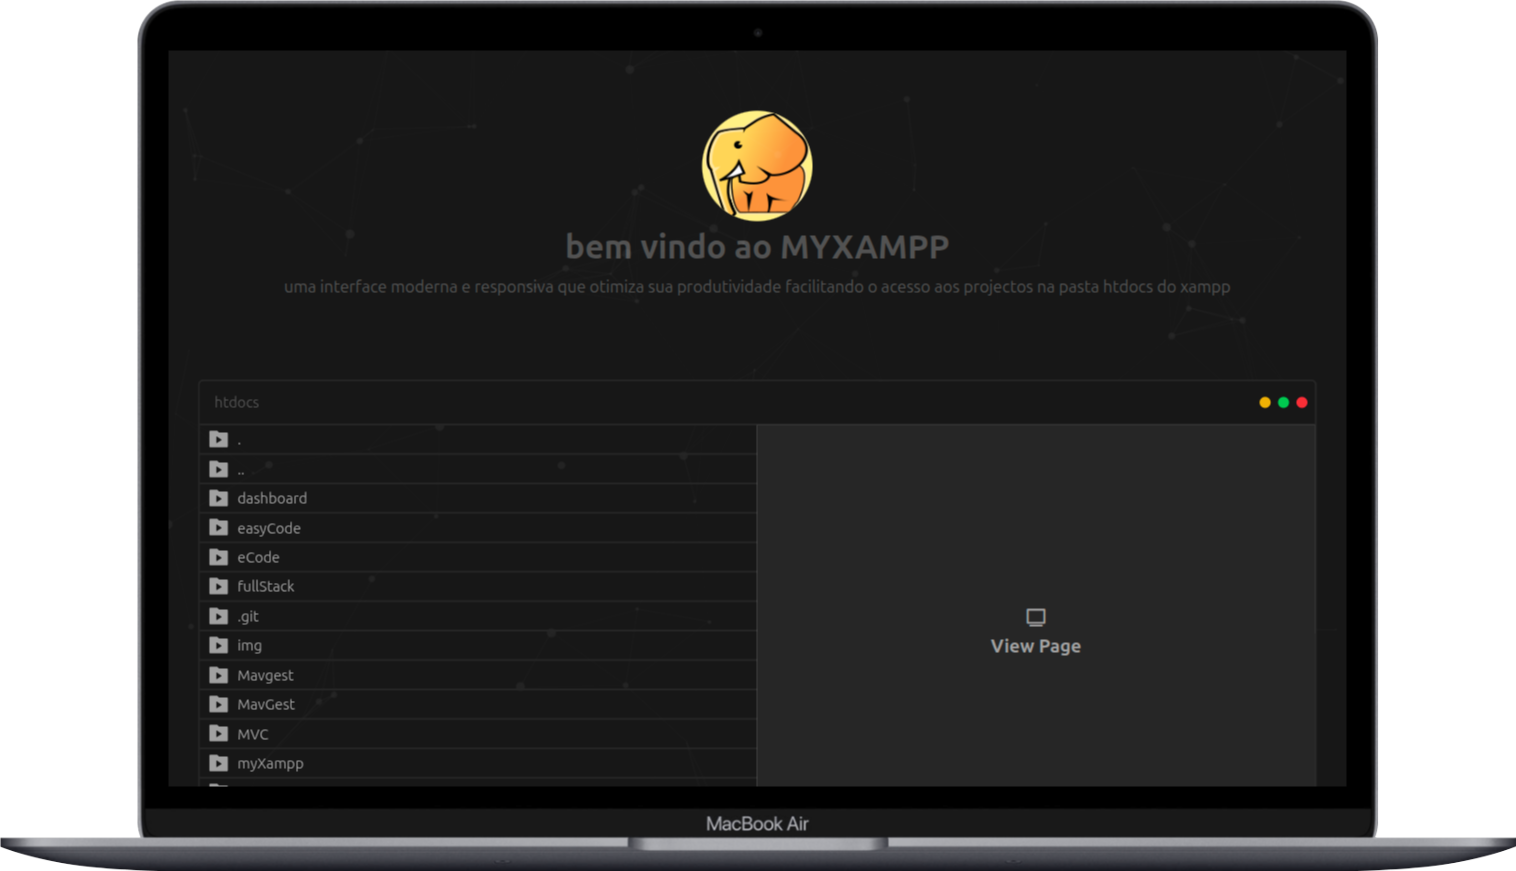 bem vindo ao MYXAMPP
uma interface moderna e responsiva que otimiza sua produtividade facilitando o acesso aos projectos na pasta htdocs do xampp
htdocs
.
..
dashboard
easyCode
eCode
fullStack
.git
img
Mavgest
MavGest
MVC
myXampp
View Page
MacBook Air